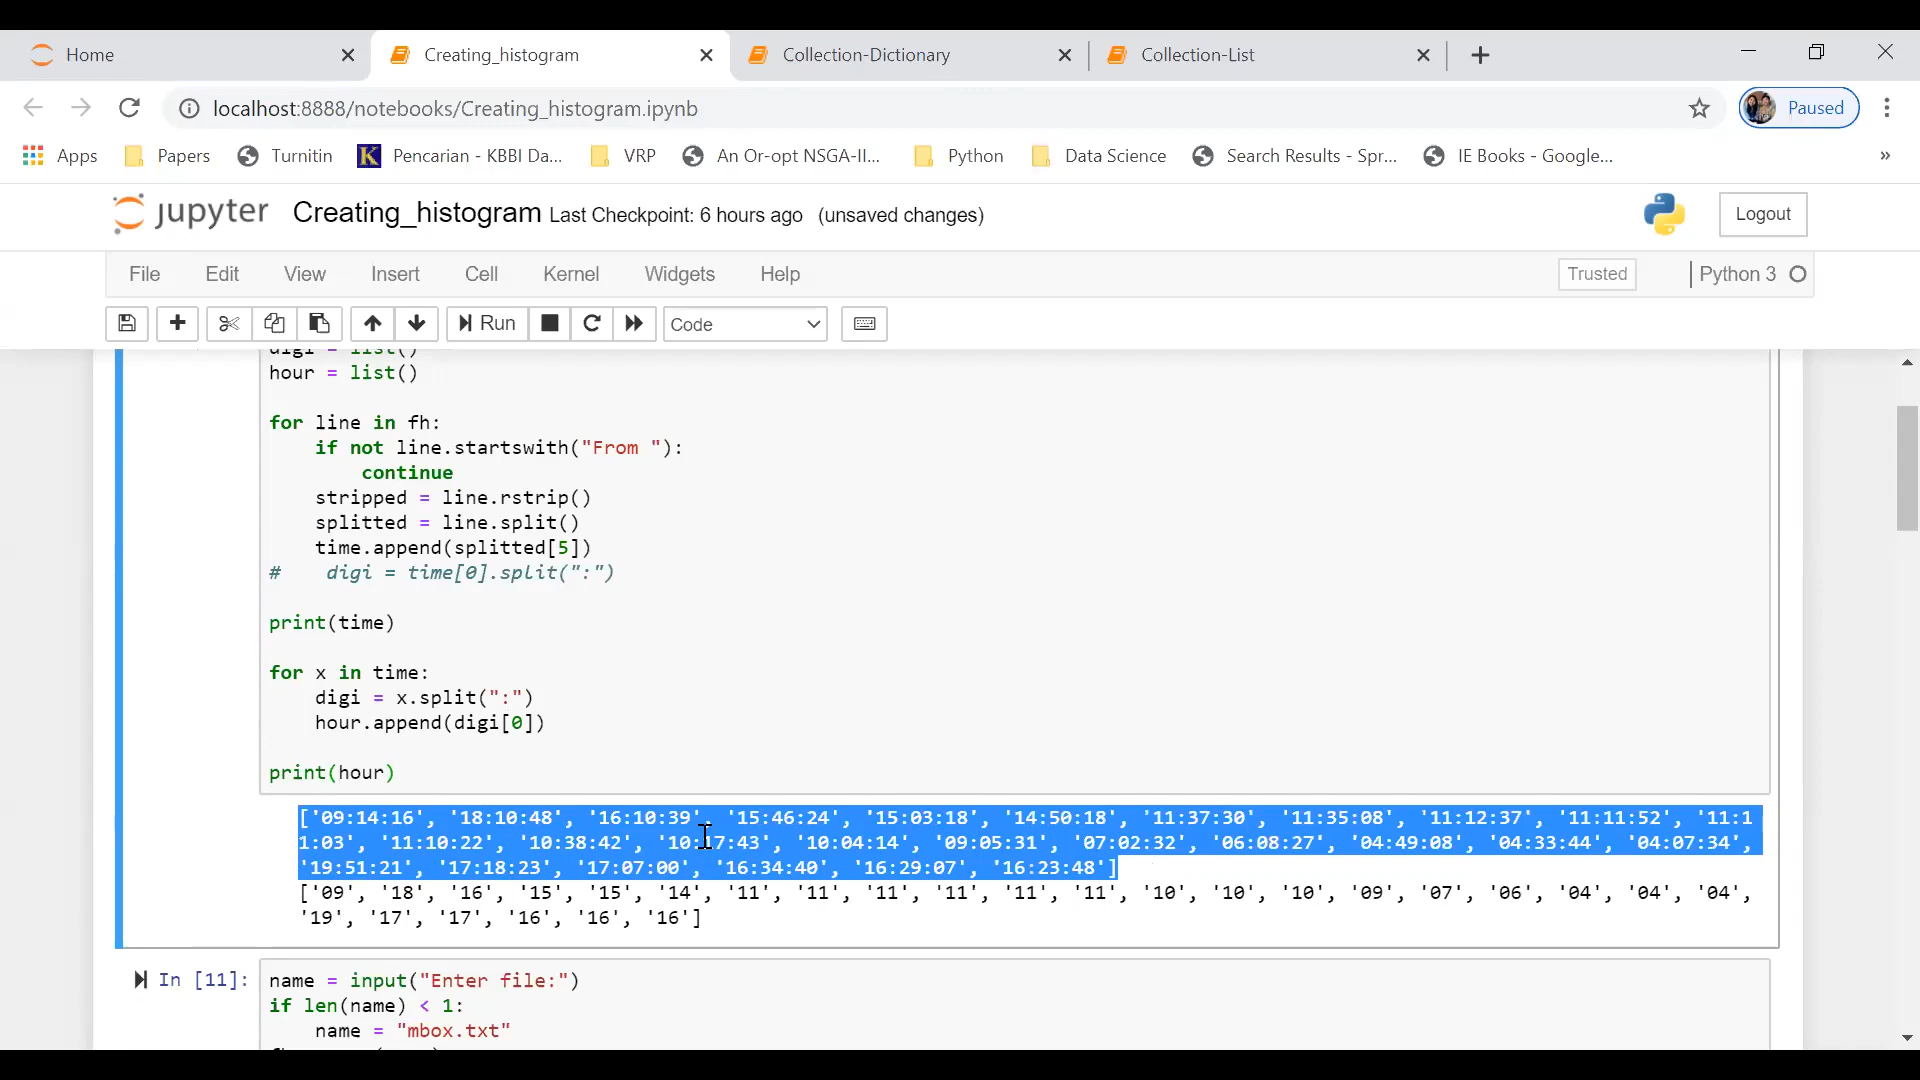 Home
Creating_histogram
Collection-Dictionary
Collection-List
localhost:8888/notebooks/Creating_histogram.ipynb
Paused
Apps
Papers
Turnitin
K
Pencarian - KBBI Da...
VRP
An Or-opt NSGA-II...
Python
Data Science
Search Results - Spr...
IE Books - Google...
»
jupyter
Creating_histogram Last Checkpoint: 6 hours ago (unsaved changes)
Logout
File Edit View Insert Cell Kernel Widgets Help
Trusted
Python 3
Run
Code
digi = list()
hour = list()
for line in fh:
    if not line.startswith("From "):
        continue
    stripped = line.rstrip()
    splitted = line.split()
    time.append(splitted[5])
#    digi = time[0].split(":")
print(time)
for x in time:
    digi = x.split(":")
    hour.append(digi[0])
print(hour)
['09:14:16', '18:10:48', '16:10:39', '15:46:24', '15:03:18', '14:50:18', '11:37:30', '11:35:08', '11:12:37', '11:11:52', '11:1
1:03', '11:10:22', '10:38:42', '10:17:43', '10:04:14', '09:05:31', '07:02:32', '06:08:27', '04:49:08', '04:33:44', '04:07:34',
'19:51:21', '17:18:23', '17:07:00', '16:34:40', '16:29:07', '16:23:48']
['09', '18', '16', '15', '15', '14', '11', '11', '11', '11', '11', '11', '10', '10', '10', '09', '07', '06', '04', '04', '04',
'19', '17', '17', '16', '16', '16']
In [11]:
name = input("Enter file:")
if len(name) < 1:
    name = "mbox.txt"